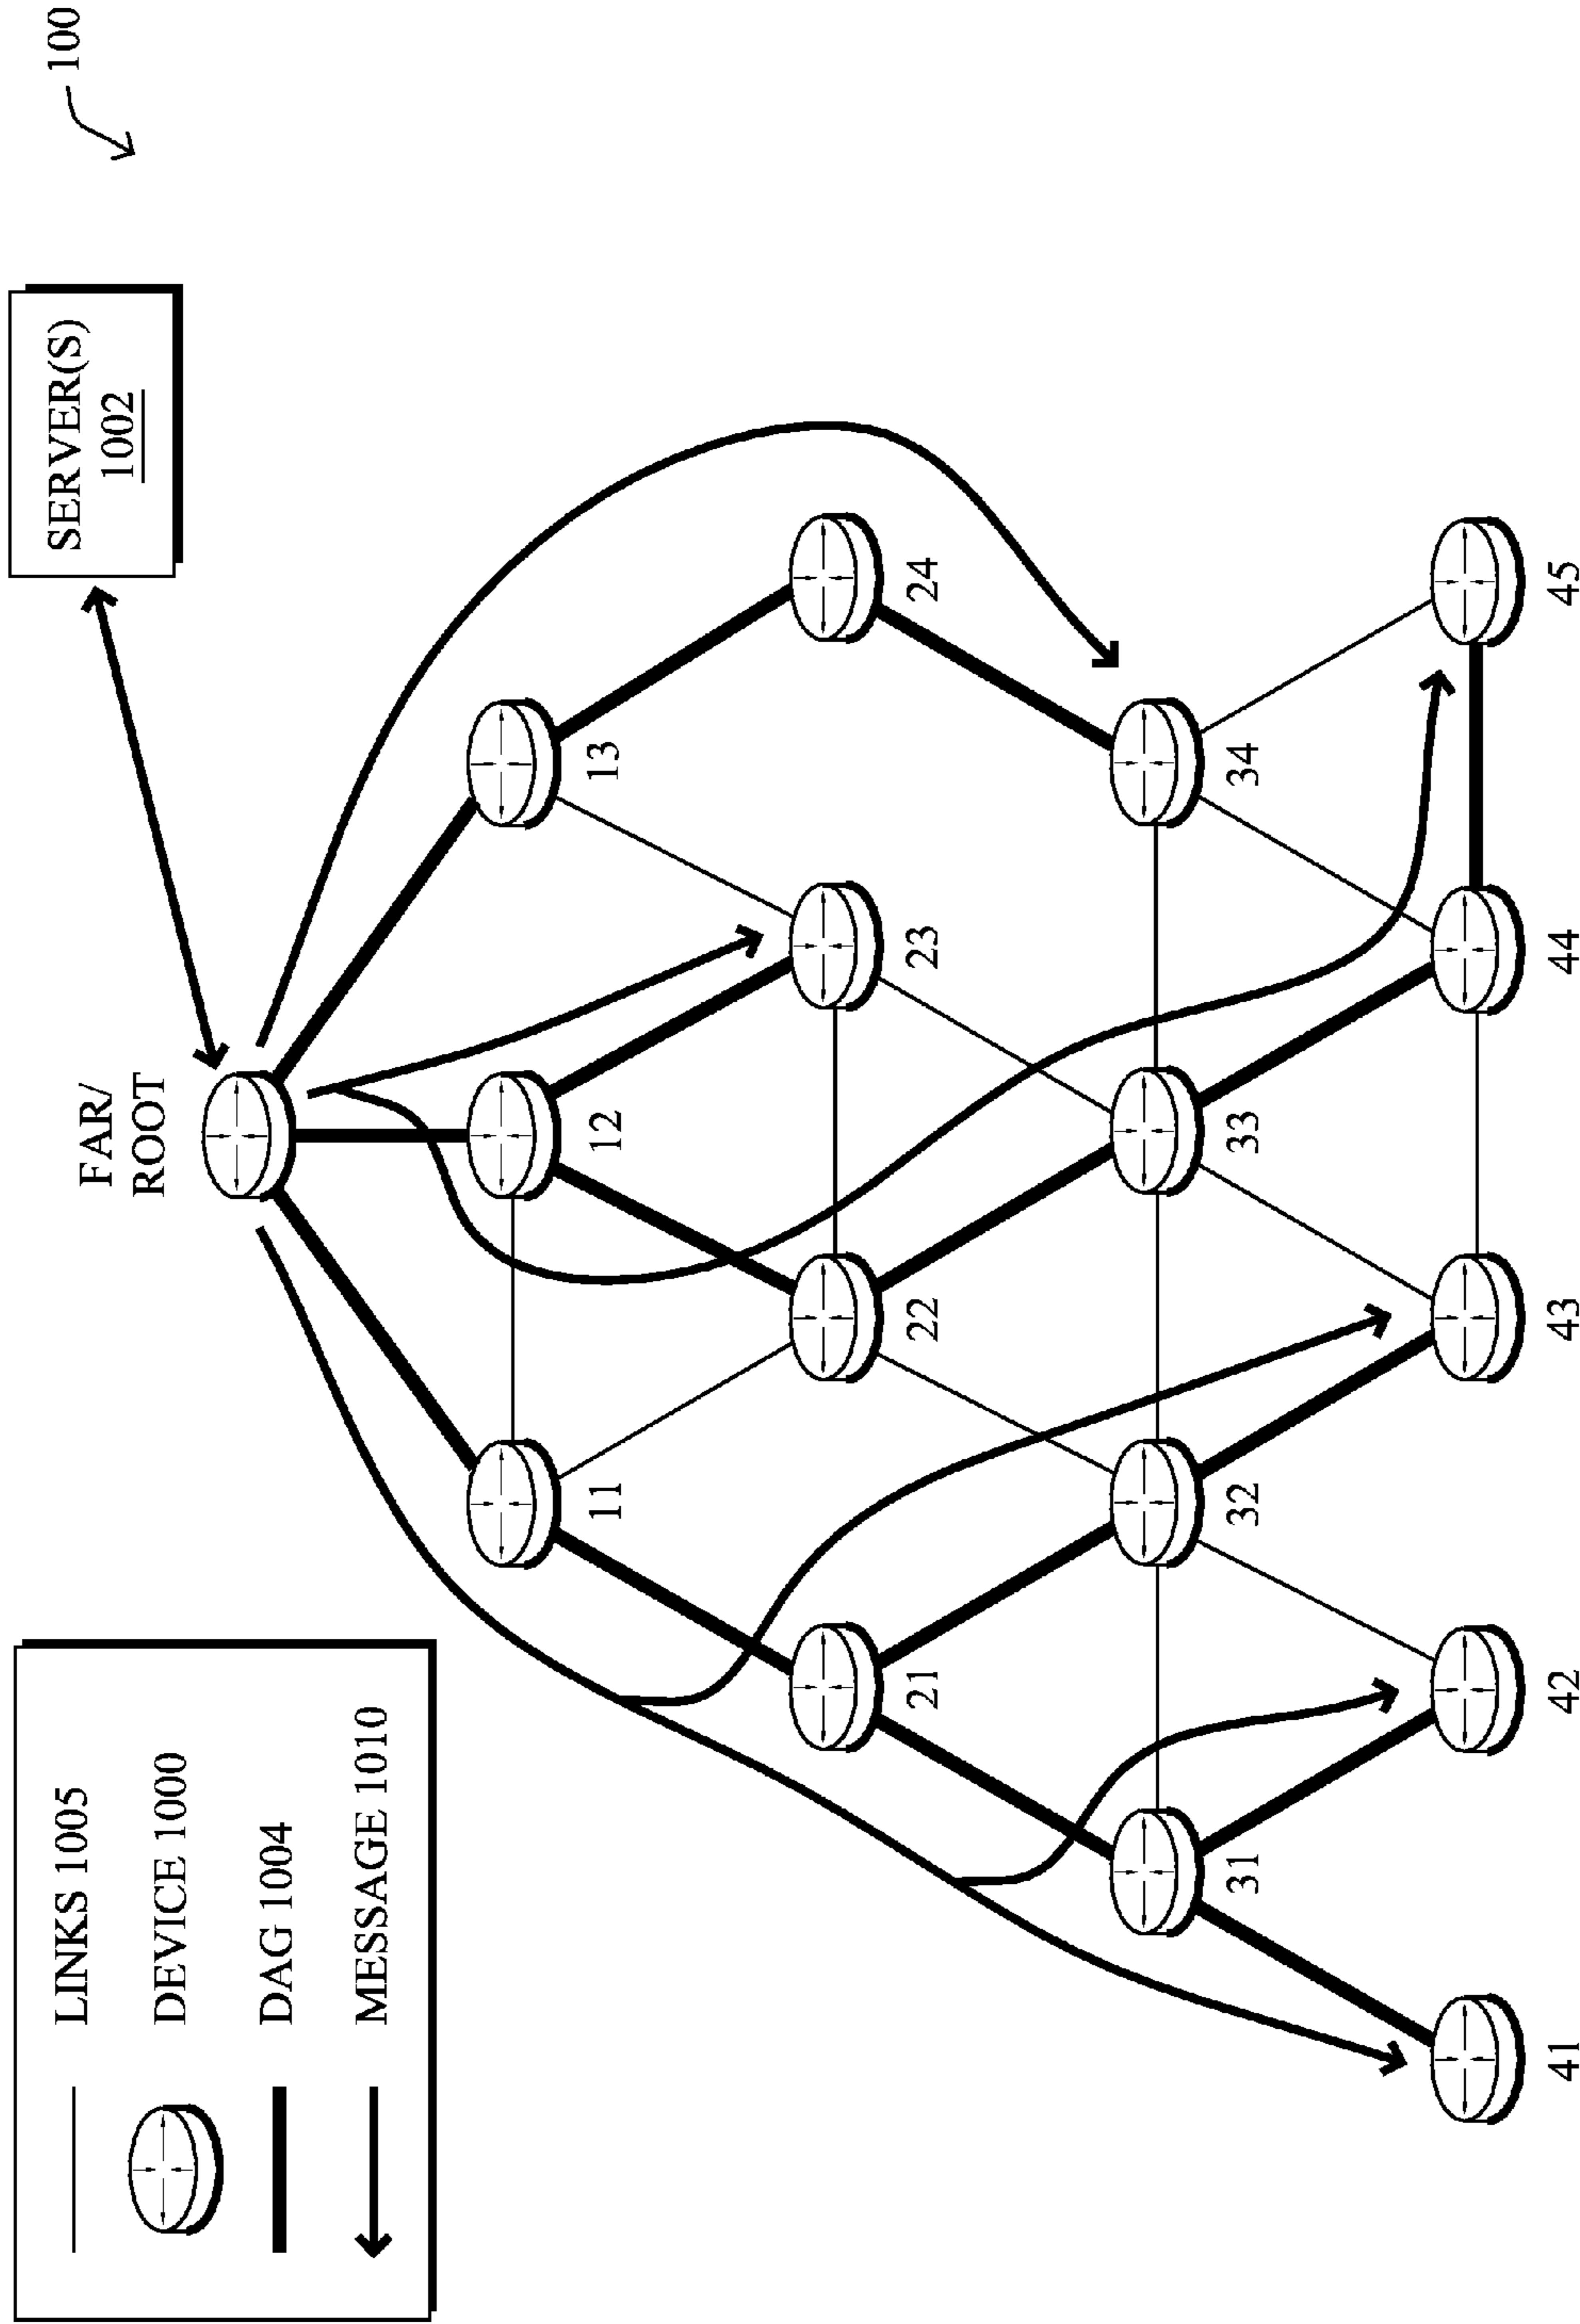 LINKS 1005
DEVICE 1000
DAG 1004
MESSAGE 1010
FAR/
ROOT
SERVER(S)
1002
100
11
12
13
21
22
23
24
31
32
33
34
41
42
43
44
45